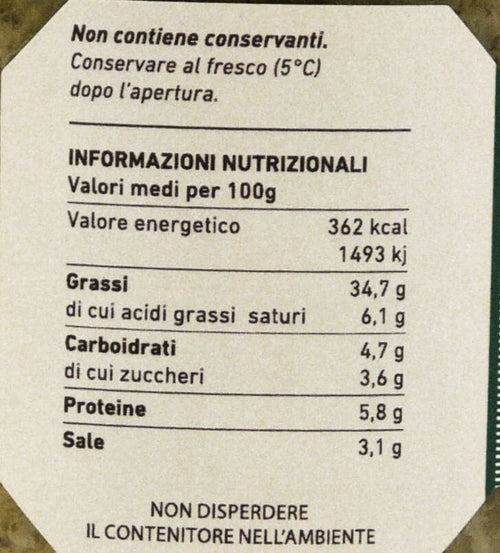 Non contiene conservanti.
Conservare al fresco (5°C)
dopo l'apertura.
INFORMAZIONI NUTRIZIONALI
Valori medi per 100g
Valore energetico 362 kcal
1493 kj
Grassi 34,7 g
di cui acidi grassi saturi 6,1 g
Carboidrati 4,7 g
di cui zuccheri 3,6 g
Proteine 5,8 g
Sale 3,1 g
NON DISPERDERE
IL CONTENITORE NELL'AMBIENTE